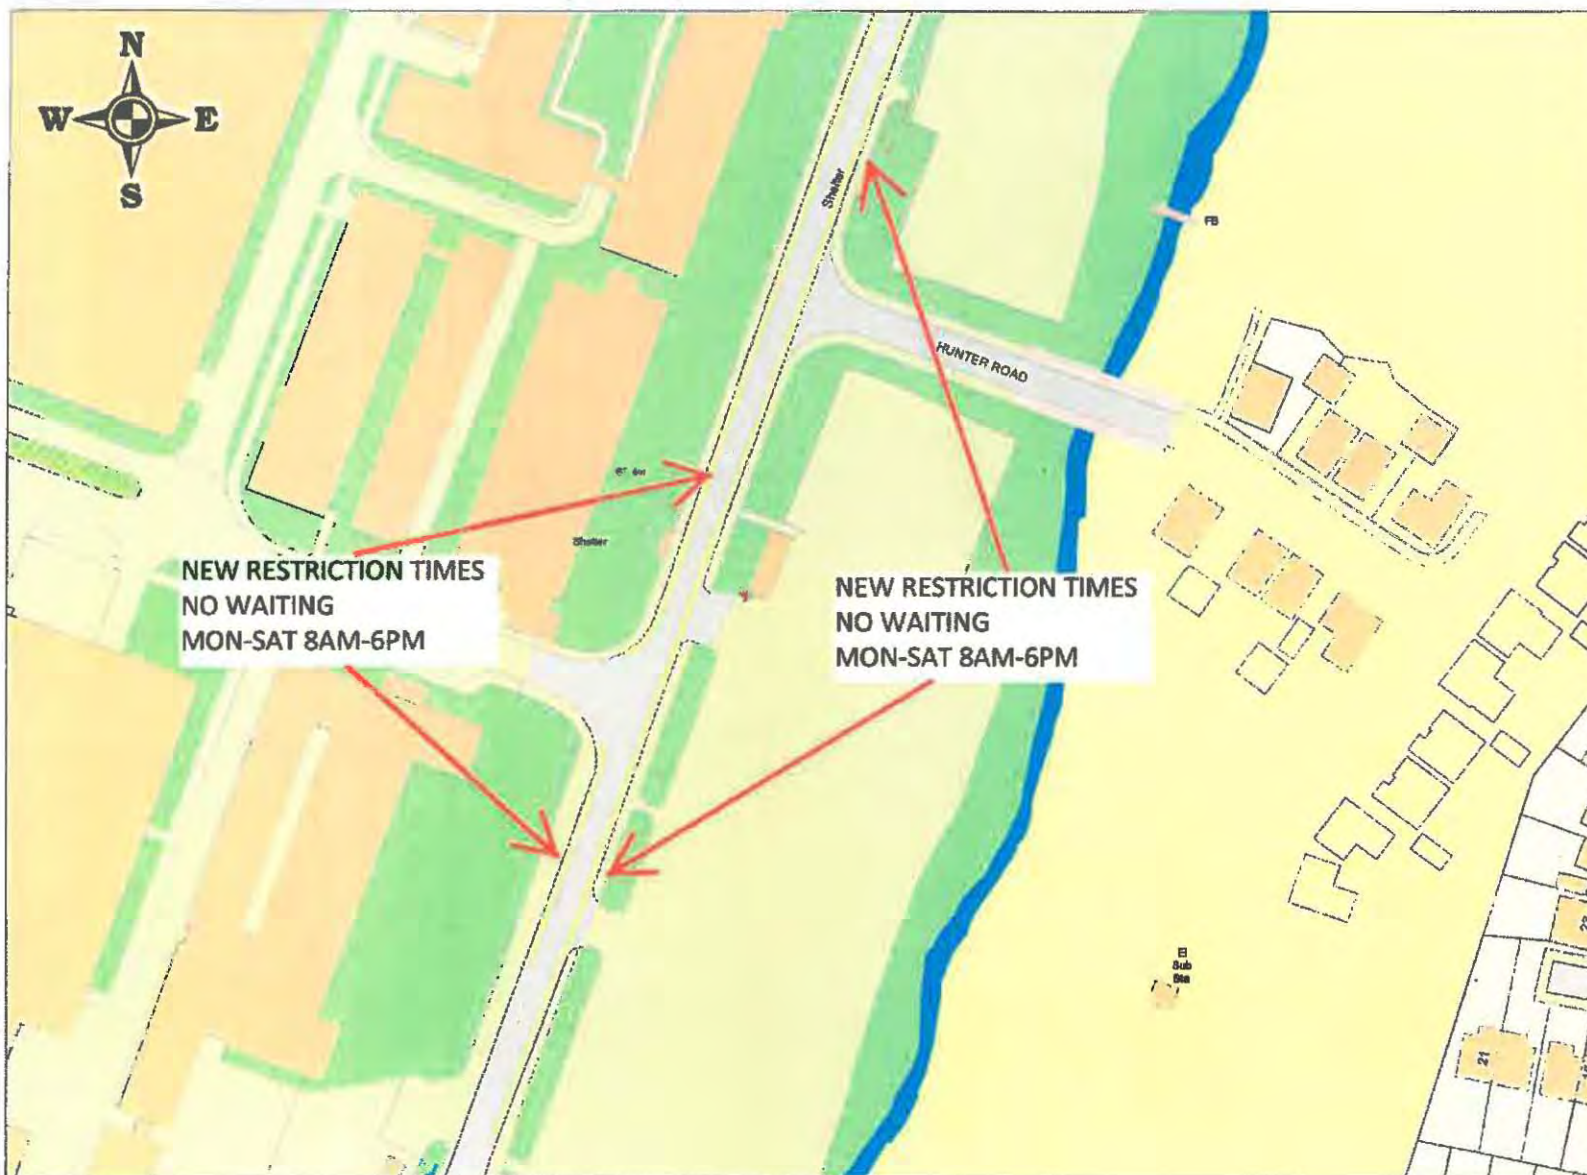 N
W E
S
Shelter
FB
HUNTER ROAD
Shelter
NEW RESTRICTION TIMES
NO WAITING
MON-SAT 8AM-6PM
NEW RESTRICTION TIMES
NO WAITING
MON-SAT 8AM-6PM
El
Sub
Sta
21